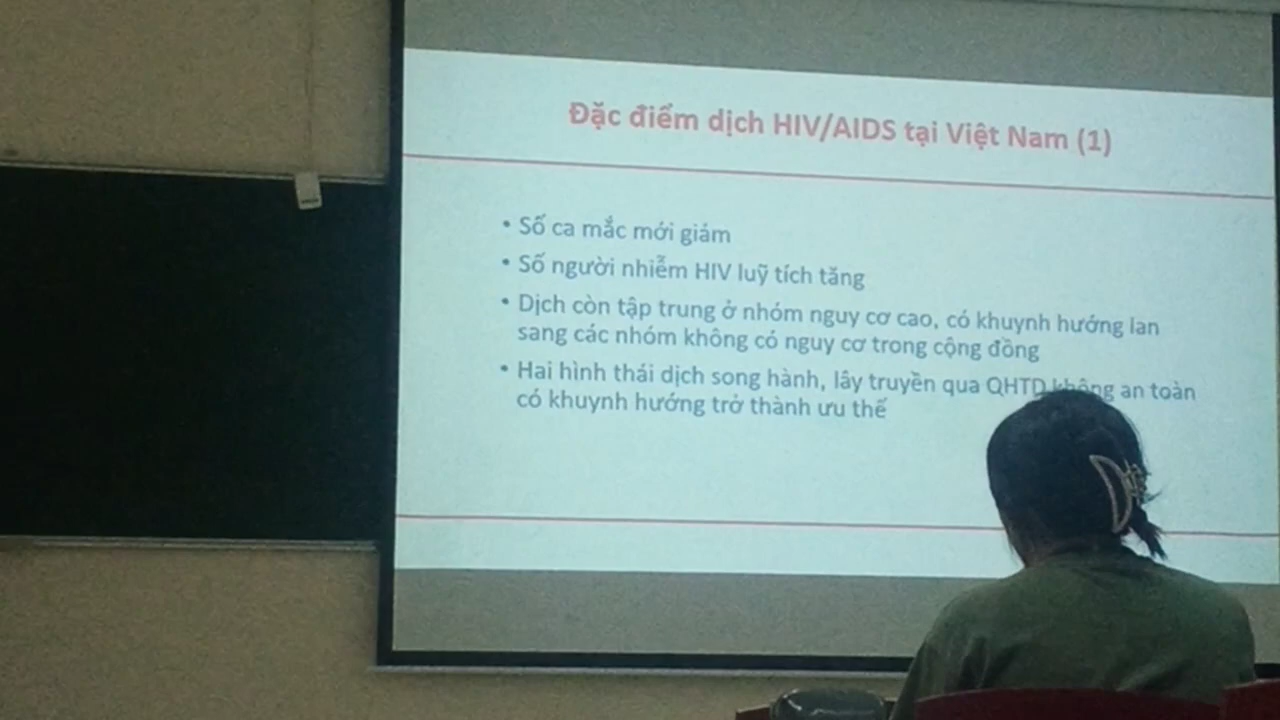 Đặc điểm dịch HIV/AIDS tại Việt Nam (1)
• Số ca mắc mới giảm
• Số người nhiễm HIV luỹ tích tăng
• Dịch còn tập trung ở nhóm nguy cơ cao, có khuynh hướng lan
sang các nhóm không có nguy cơ trong cộng đồng
• Hai hình thái dịch song hành, lây truyền qua QHTD không an toàn
có khuynh hướng trở thành ưu thế